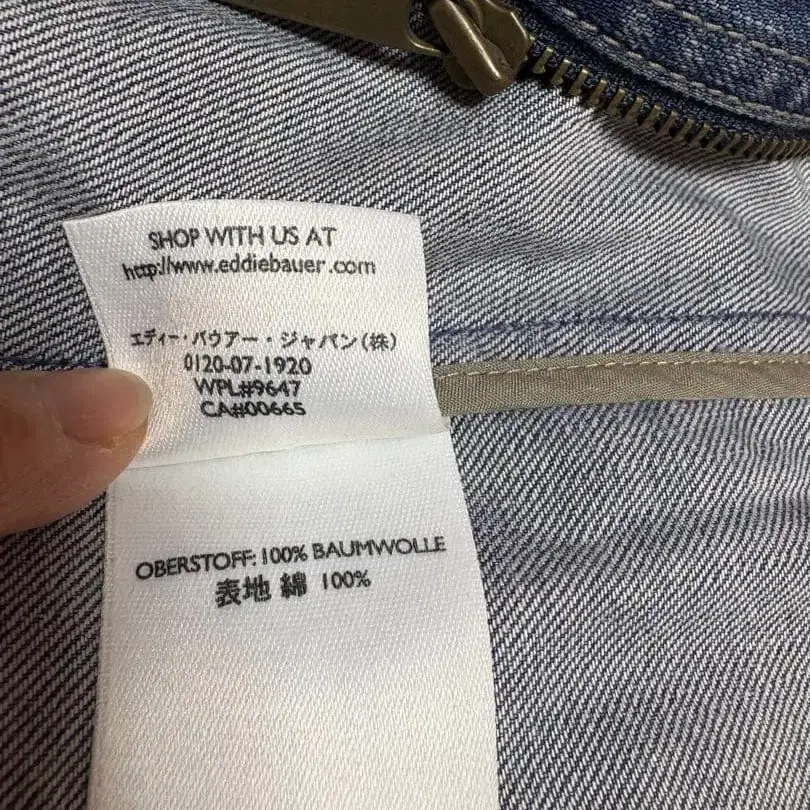 SHOP WITH US AT
http://www.eddiebauer.com
エディー・バウアー・ジャパン(株)
0120-07-1920
WPL#9647
CA#00665
OBERSTOFF: 100% BAUMWOLLE
表地 綿 100%